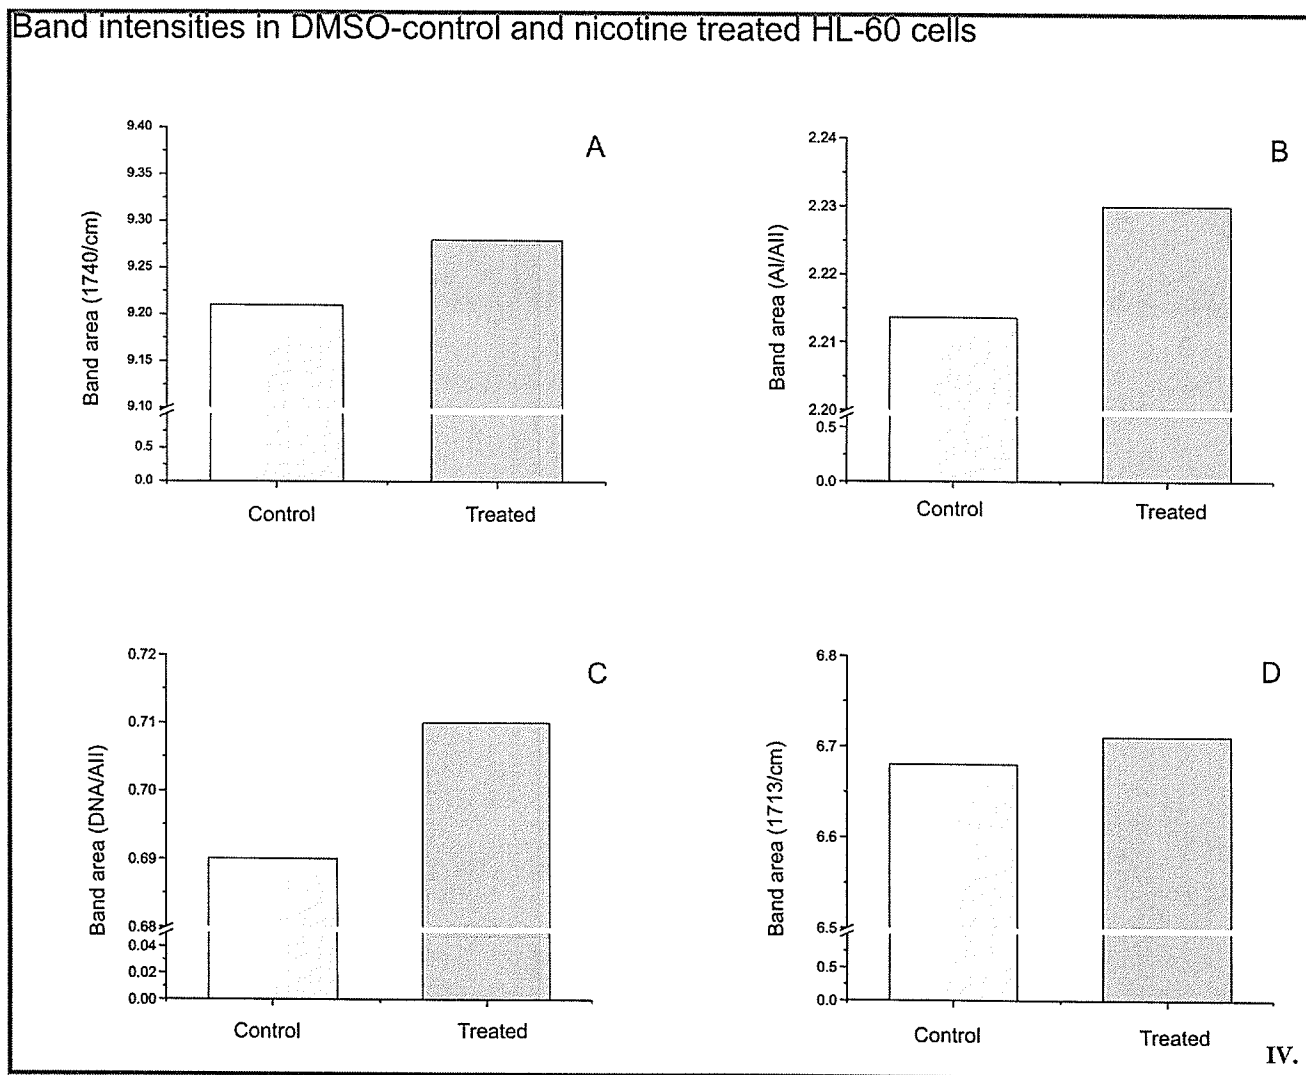 Band intensities in DMSO-control and nicotine treated HL-60 cells
A
Band area (1740/cm)
9.40
9.35
9.30
9.25
9.20
9.15
9.10
0.5
0.0
Control
Treated
B
Band area (AI/AII)
2.24
2.23
2.22
2.21
2.20
0.5
0.0
Control
Treated
C
Band area (DNA/AII)
0.72
0.71
0.70
0.69
0.68
0.04
0.02
0.00
Control
Treated
D
Band area (1713/cm)
6.8
6.7
6.6
6.5
0.5
0.0
Control
Treated
IV.